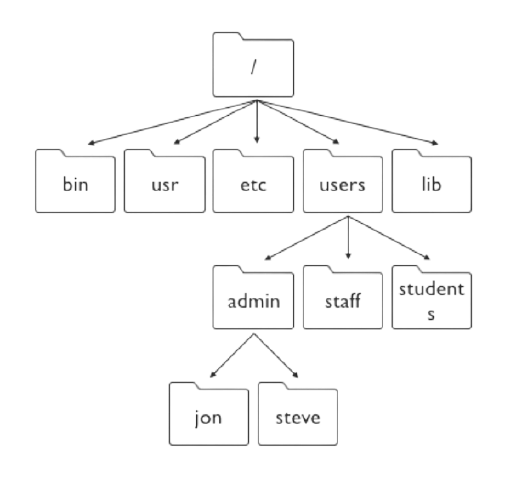 /
bin
usr
etc
users
lib
admin
staff
student
s
jon
steve